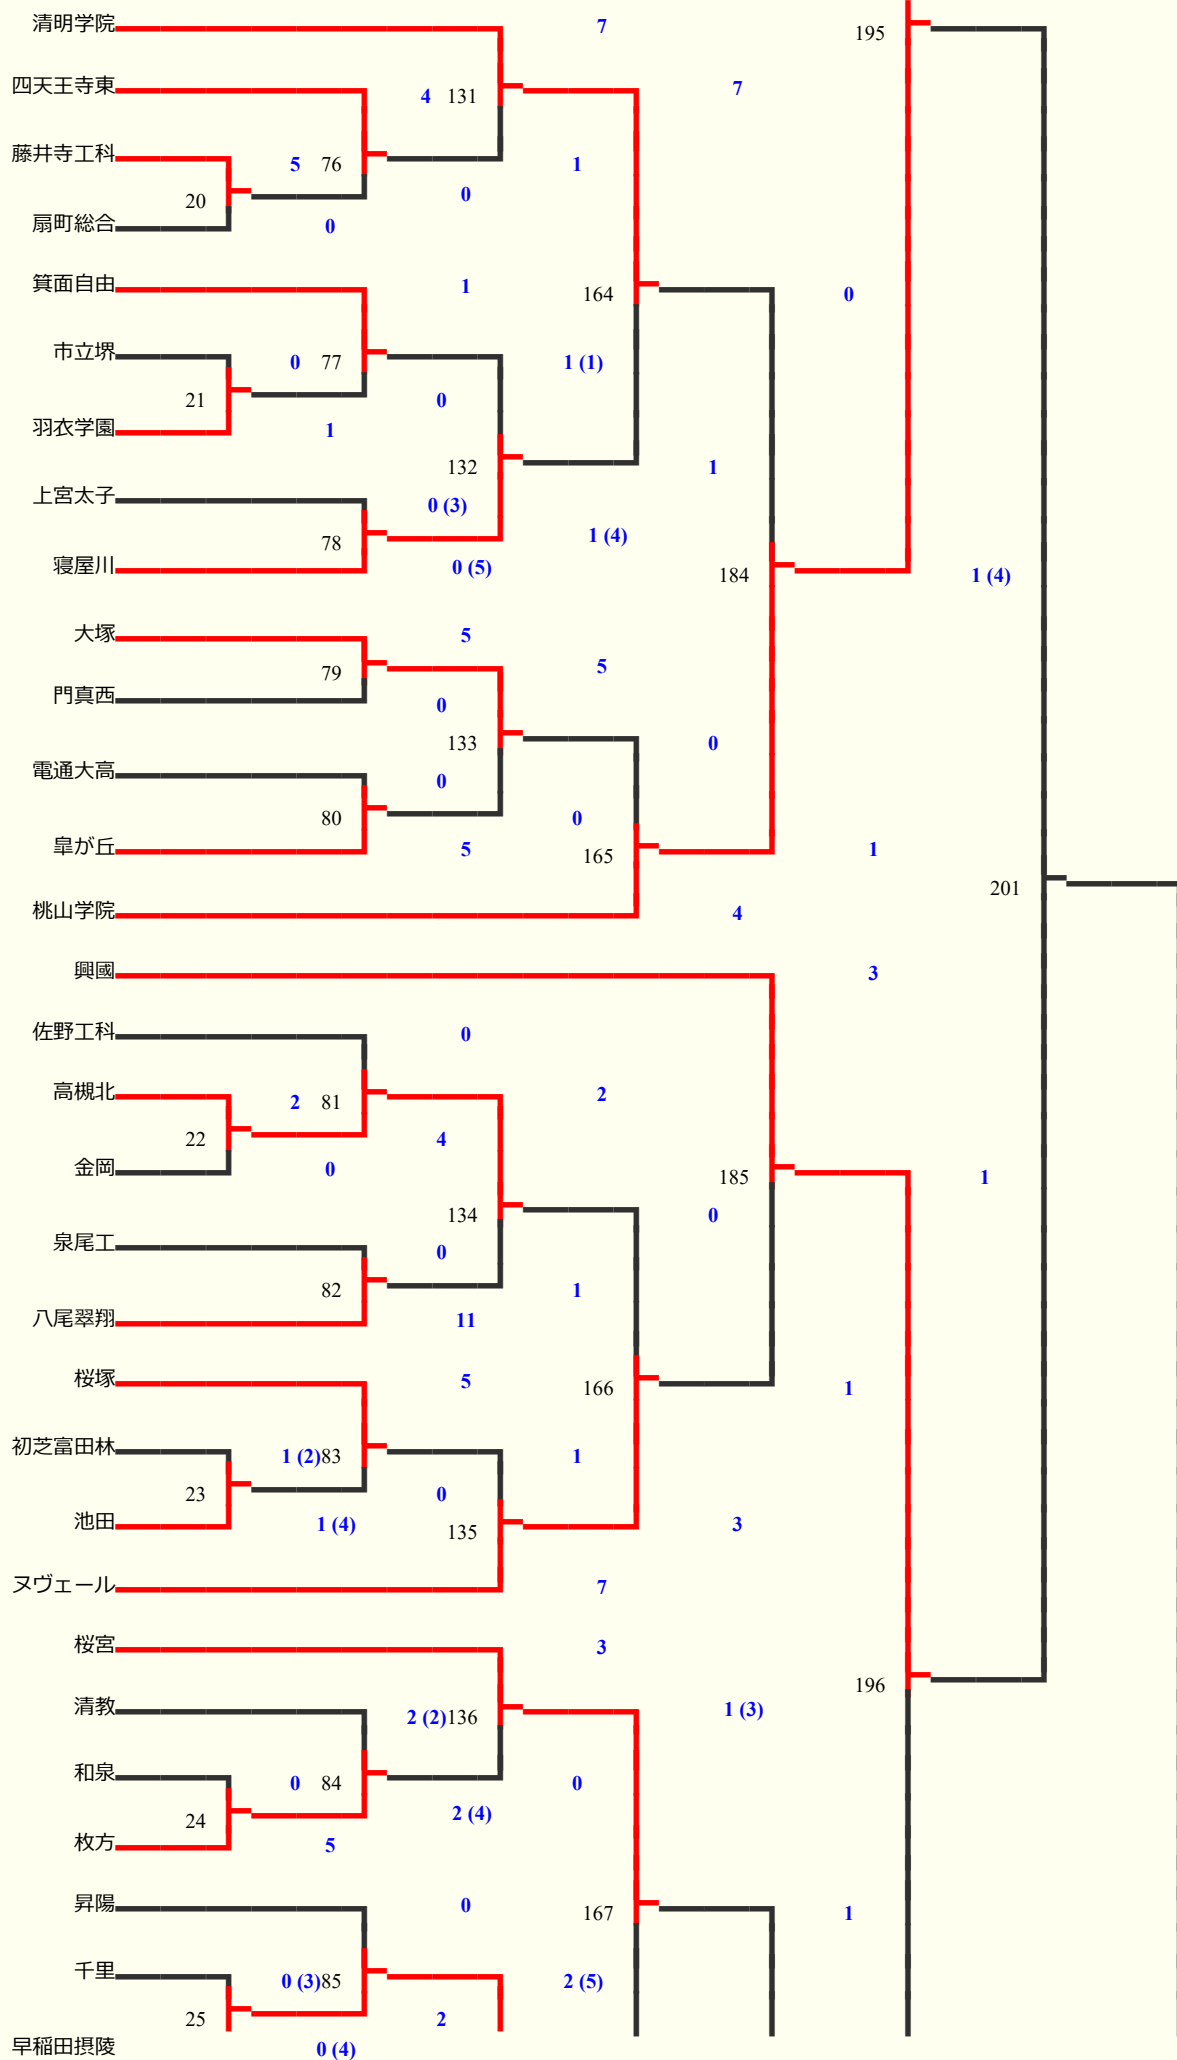 清明学院 7 195
四天王寺東 4 131 7
藤井寺工科 5 76 1
20 0
扇町総合 0
箕面自由 1 164 0
市立堺 0 77 1 (1)
21 0
羽衣学園 1
132 1
上宮太子 0 (3)
78 1 (4)
寝屋川 0 (5) 184 1 (4)
大塚 5
79 5
門真西 0
133 0
電通大高 0
80 0
皐が丘 5 165 1
201
桃山学院 4
興國 3
佐野工科 0
高槻北 2 81 2
22 4
金岡 0 185 1
134 0
泉尾工 0
82 1
八尾翠翔 11
桜塚 5 166 1
初芝富田林 1 (2) 83 1
23 0
池田 1 (4) 135 3
ヌヴェール 7
桜宮 3
196
清教 2 (2) 136 1 (3)
和泉 0 84 0
24 2 (4)
枚方 5
昇陽 0 167 1
千里 0 (3) 85 2 (5)
25 2
早稲田摂陵 0 (4)